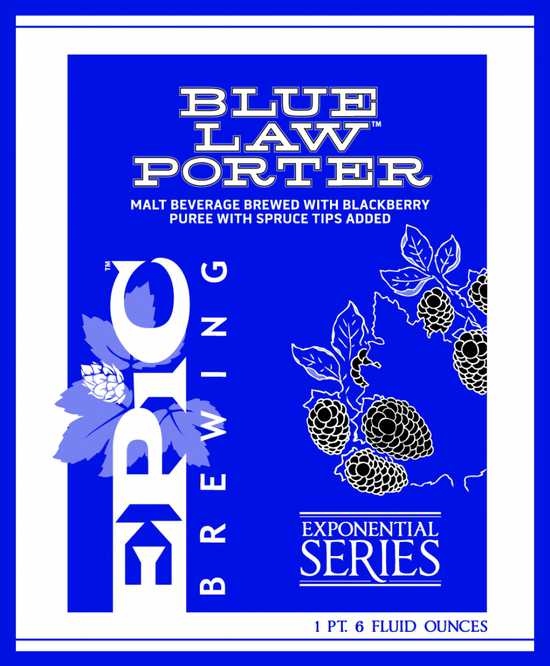 BLUE
LAW™
PORTER
MALT BEVERAGE BREWED WITH BLACKBERRY
PUREE WITH SPRUCE TIPS ADDED
EPIC™
BREWING
EXPONENTIAL
SERIES
1 PT. 6 FLUID OUNCES